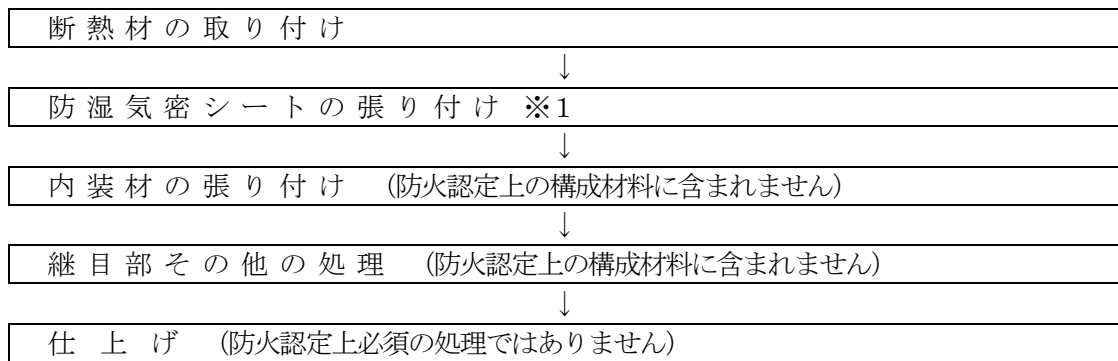 断熱材の取り付け
↓
防湿気密シートの張り付け ※1
↓
内装材の張り付け (防火認定上の構成材料に含まれません)
↓
継目部その他の処理 (防火認定上の構成材料に含まれません)
↓
仕上げ (防火認定上必須の処理ではありません)